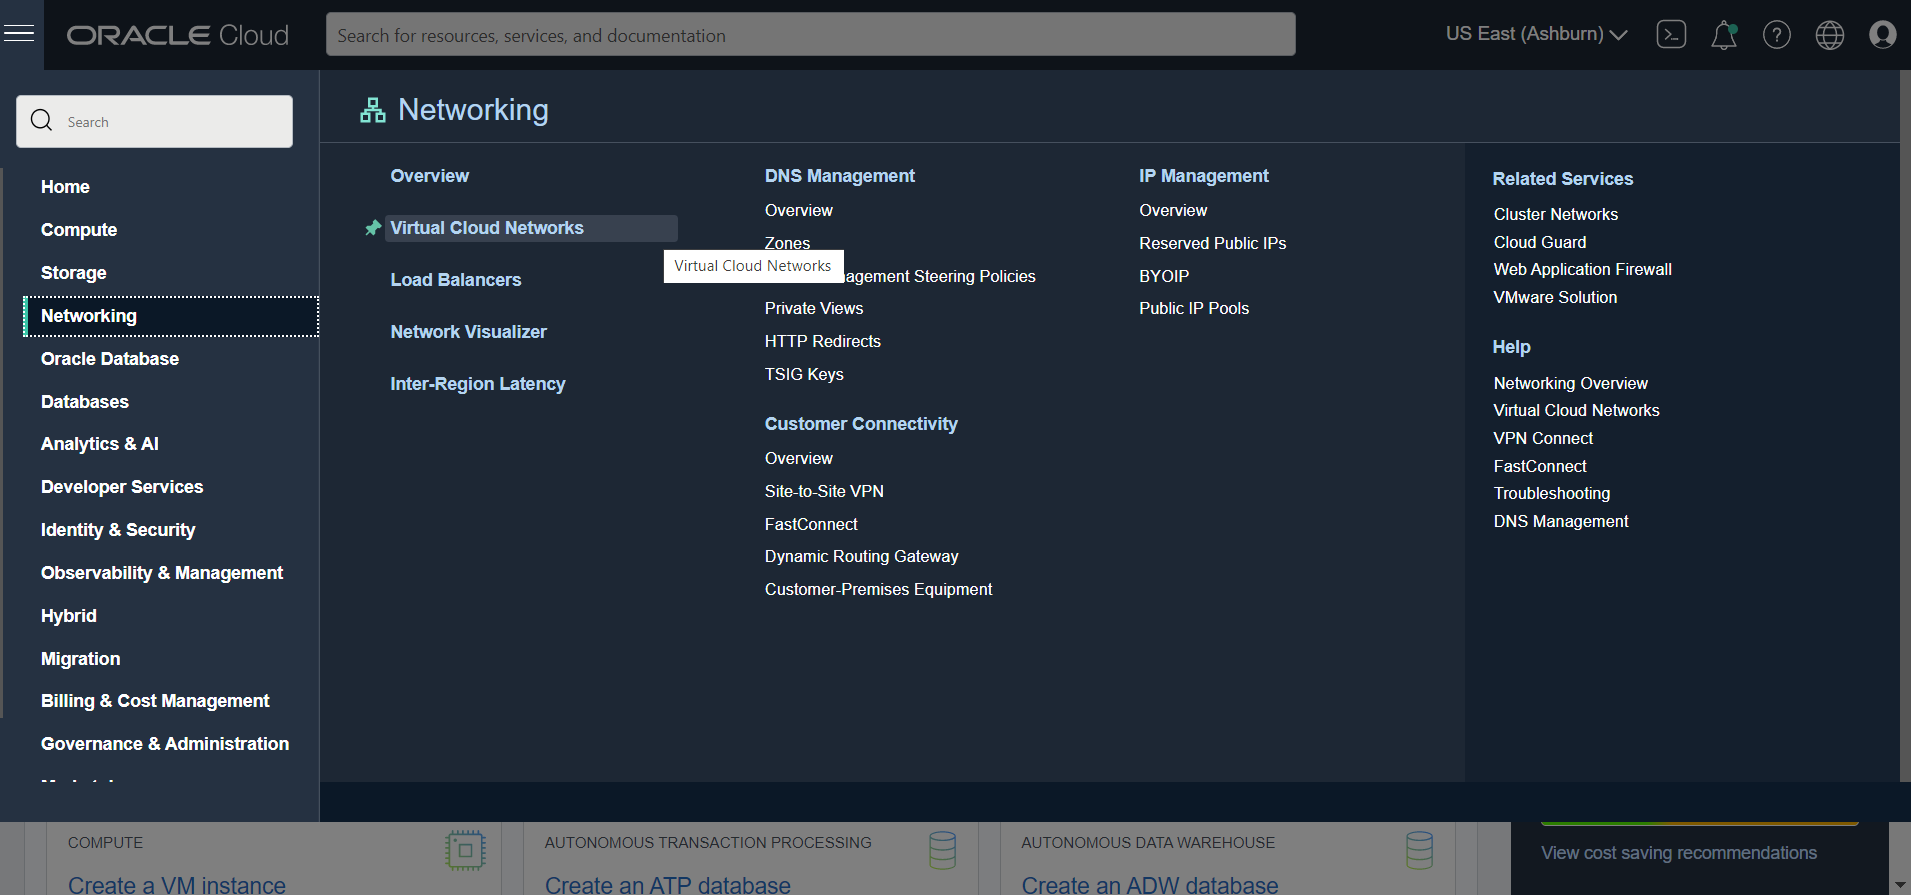 ORACLE Cloud
Search for resources, services, and documentation
US East (Ashburn)
Search
Home
Compute
Storage
Networking
Oracle Database
Databases
Analytics & AI
Developer Services
Identity & Security
Observability & Management
Hybrid
Migration
Billing & Cost Management
Governance & Administration
Networking
Overview
Virtual Cloud Networks
Load Balancers
Network Visualizer
Inter-Region Latency
Virtual Cloud Networks
DNS Management
Overview
Zones
agement Steering Policies
Private Views
HTTP Redirects
TSIG Keys
Customer Connectivity
Overview
Site-to-Site VPN
FastConnect
Dynamic Routing Gateway
Customer-Premises Equipment
IP Management
Overview
Reserved Public IPs
BYOIP
Public IP Pools
Related Services
Cluster Networks
Cloud Guard
Web Application Firewall
VMware Solution
Help
Networking Overview
Virtual Cloud Networks
VPN Connect
FastConnect
Troubleshooting
DNS Management
COMPUTE
Create a VM instance
AUTONOMOUS TRANSACTION PROCESSING
Create an ATP database
AUTONOMOUS DATA WAREHOUSE
Create an ADW database
View cost saving recommendations